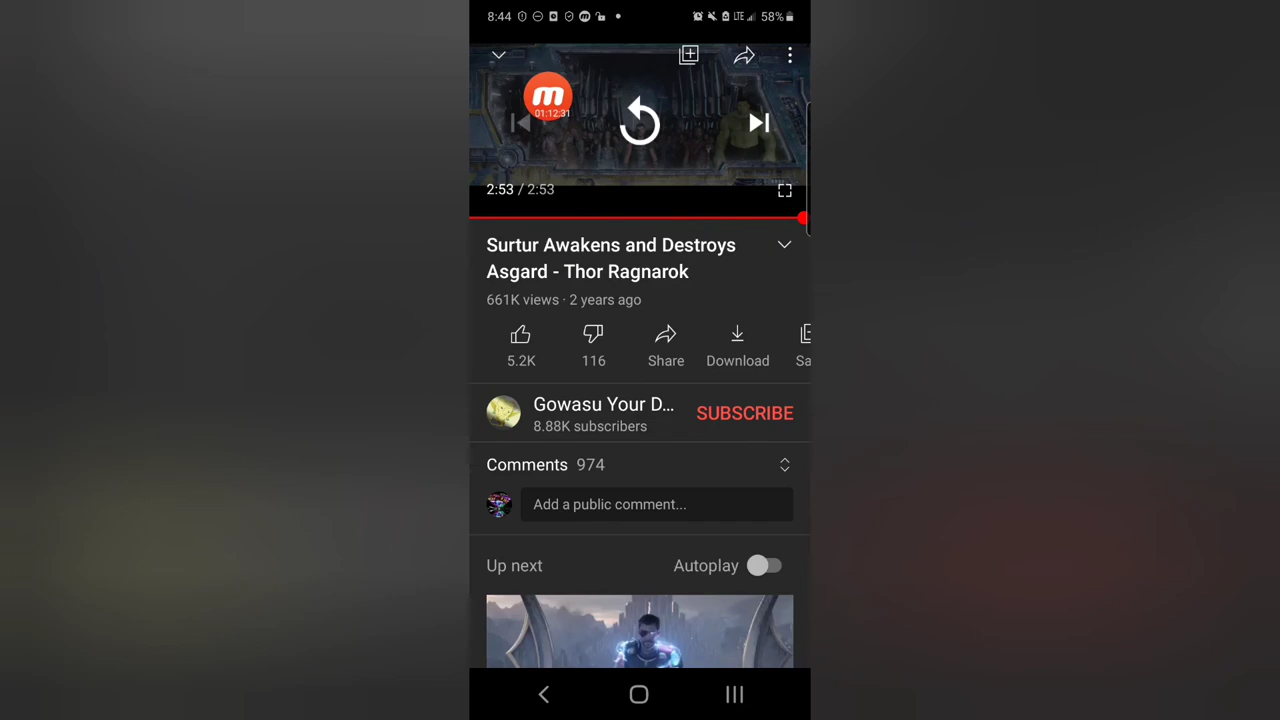 8:44 LTE 58%
m
01:12:31
2:53 / 2:53
Surtur Awakens and Destroys
Asgard - Thor Ragnarok
661K views · 2 years ago
5.2K 116 Share Download Sa
Gowasu Your D... SUBSCRIBE
8.88K subscribers
Comments 974
Add a public comment...
Up next Autoplay